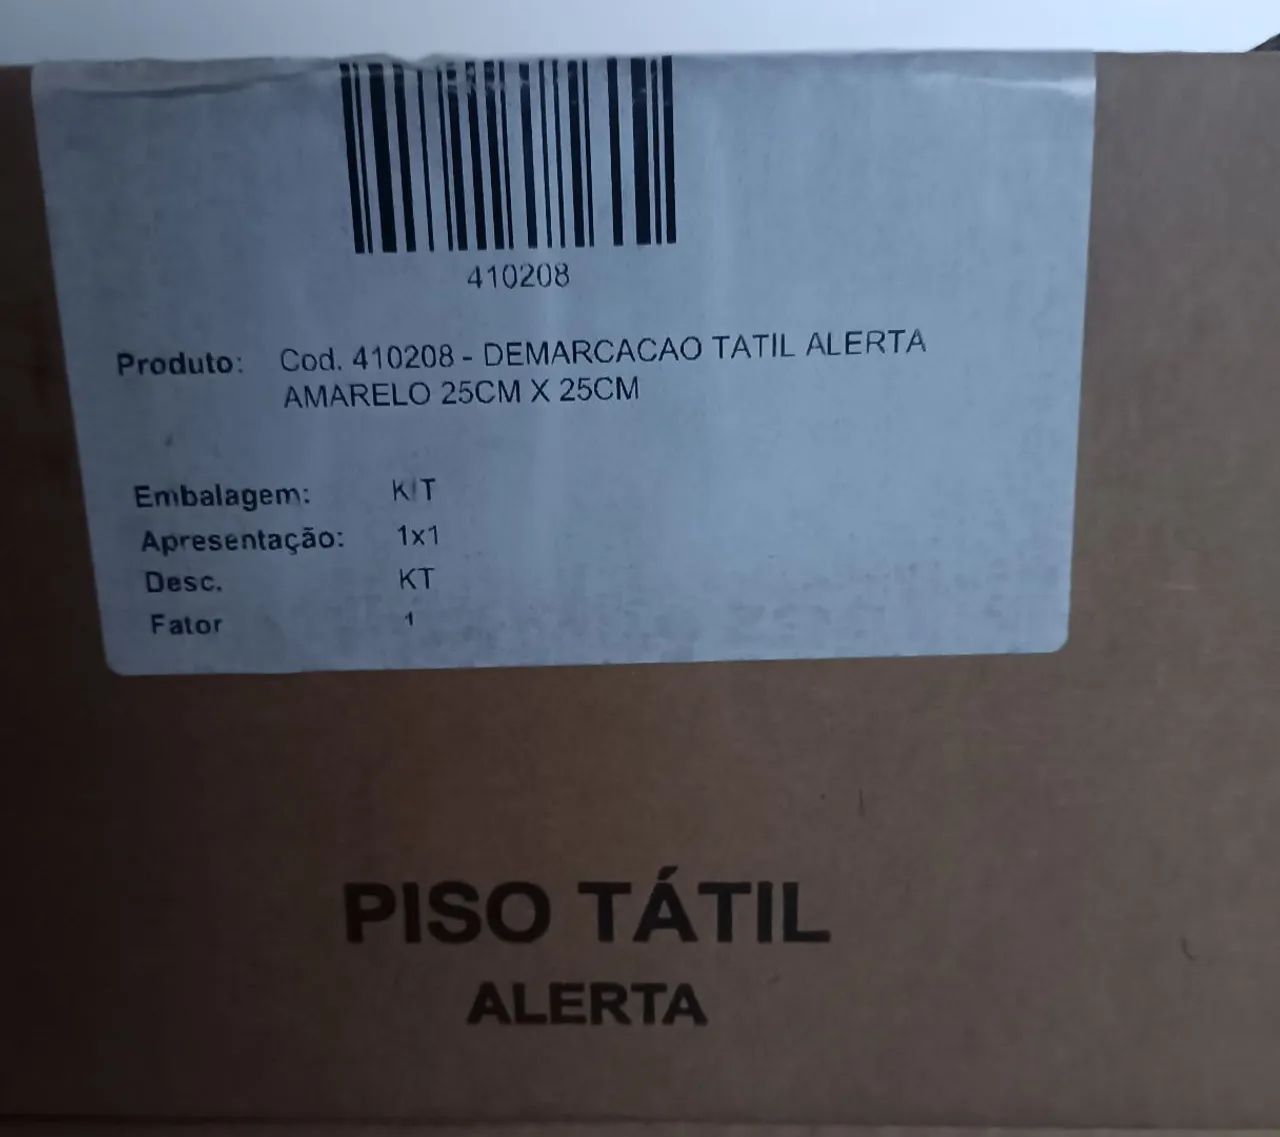 410208
Produto: Cod. 410208 - DEMARCACAO TATIL ALERTA
AMARELO 25CM X 25CM
Embalagem: KIT
Apresentação: 1x1
Desc. KT
Fator 1
PISO TÁTIL
ALERTA